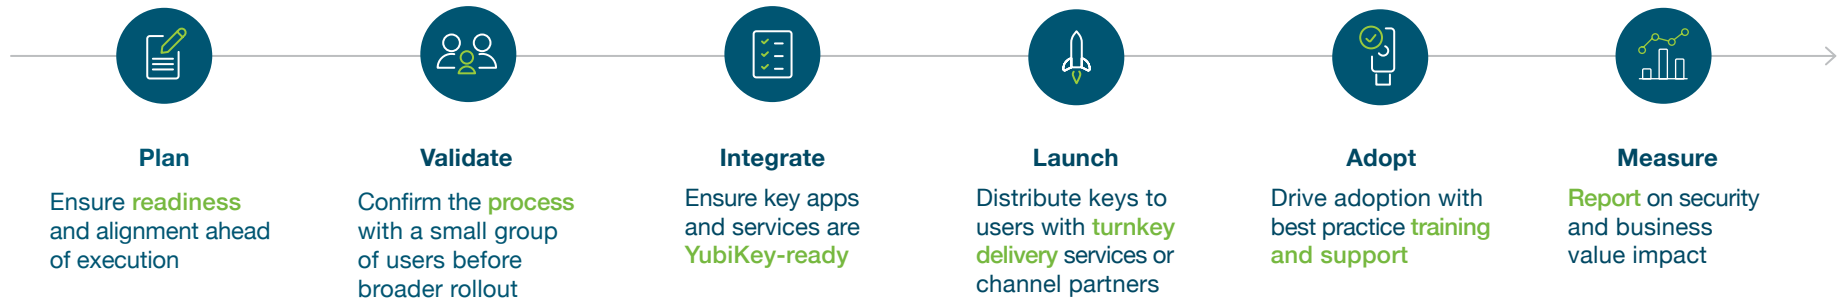 Plan
Ensure readiness
and alignment ahead
of execution
Validate
Confirm the process
with a small group
of users before
broader rollout
Integrate
Ensure key apps
and services are
YubiKey-ready
Launch
Distribute keys to
users with turnkey
delivery services or
channel partners
Adopt
Drive adoption with
best practice training
and support
Measure
Report on security
and business
value impact